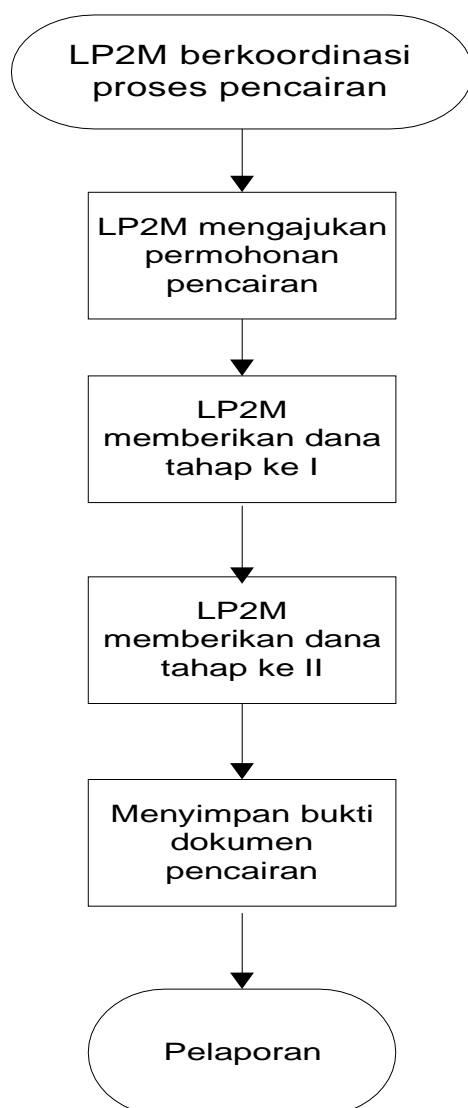 LP2M berkoordinasi
proses pencairan
LP2M mengajukan
permohonan
pencairan
LP2M
memberikan dana
tahap ke I
LP2M
memberikan dana
tahap ke II
Menyimpan bukti
dokumen
pencairan
Pelaporan